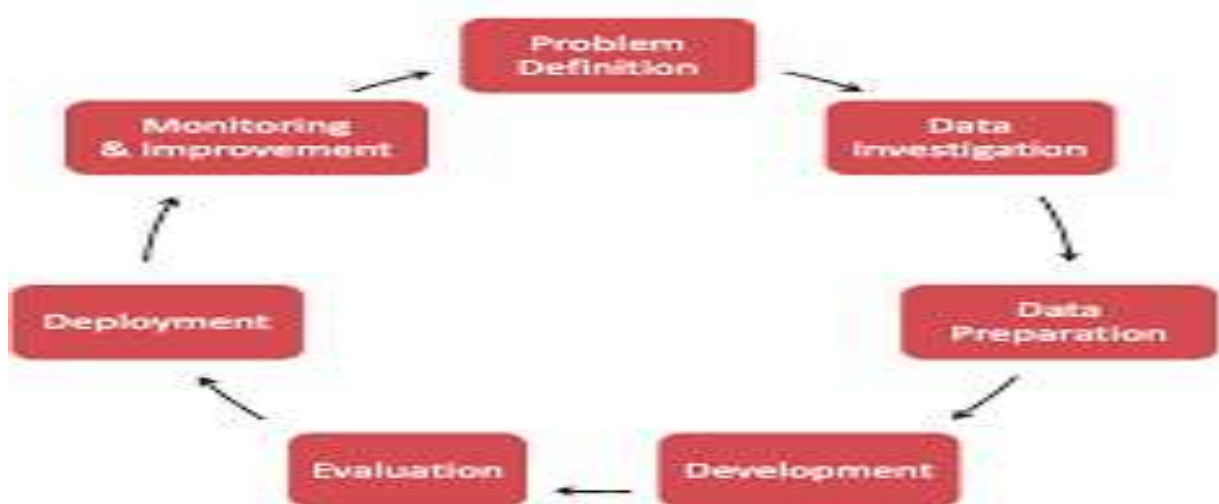 Problem
Definition
Data
Investigation
Data
Preparation
Development
Evaluation
Deployment
Monitoring
& Improvement